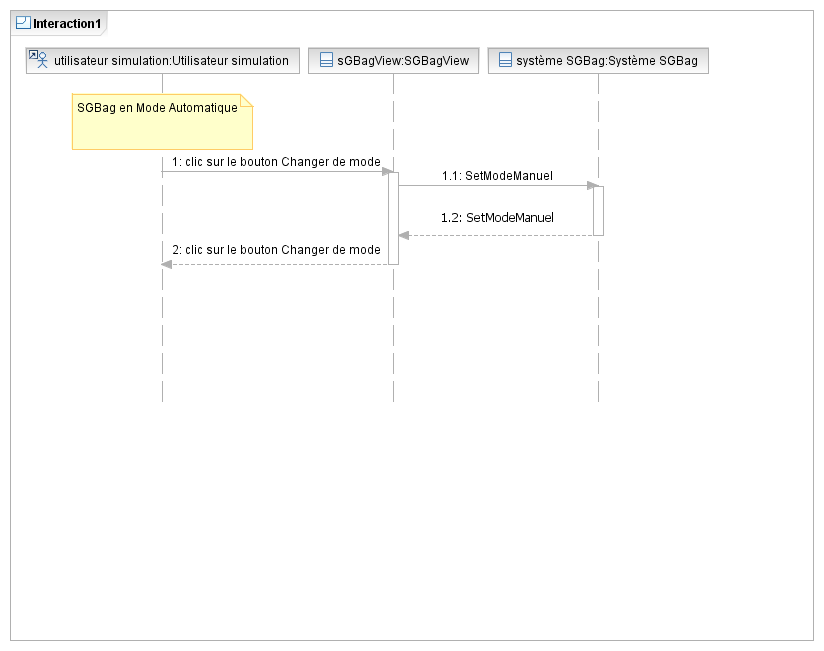 Interaction1
utilisateur simulation:Utilisateur simulation
sGBagView:SGBagView
système SGBag:Système SGBag
SGBag en Mode Automatique
1: clic sur le bouton Changer de mode
1.1: SetModeManuel
1.2: SetModeManuel
2: clic sur le bouton Changer de mode